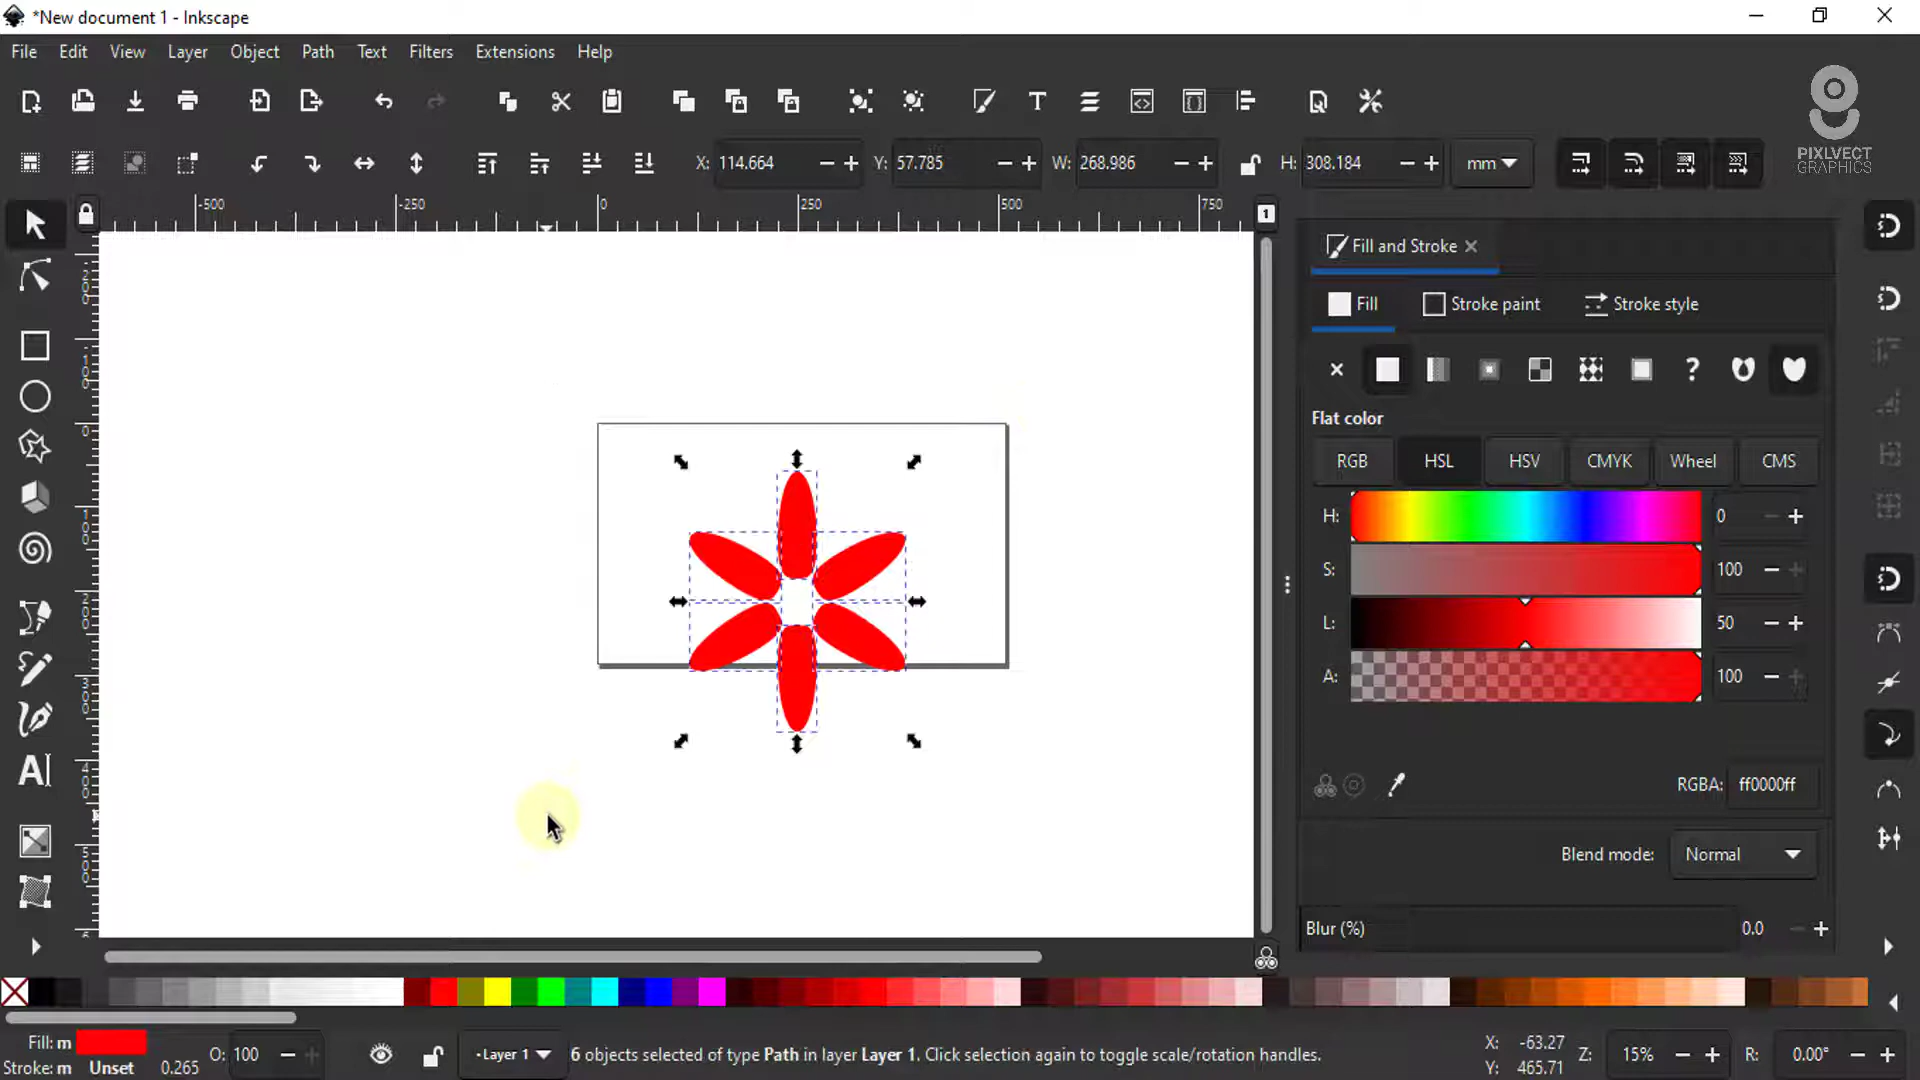 *New document 1 - Inkscape
File Edit View Layer Object Path Text Filters Extensions Help
PIXLVECT
GRAPHICS
X: 114.664 Y: 57.785 W: 268.986 H: 308.184 mm
-500 -250 0 250 500 750
1
Fill and Stroke
Fill Stroke paint Stroke style
Flat color
RGB HSL HSV CMYK Wheel CMS
H: 0
S: 100
L: 50
A: 100
RGBA: ff0000ff
Blend mode: Normal
Blur (%) 0.0
Fill: m O: 100 Layer 1 6 objects selected of type Path in layer Layer 1. Click selection again to toggle scale/rotation handles. X: -63.27 Z: 15% R: 0.00°
Stroke: m Unset 0.265 Y: 465.71